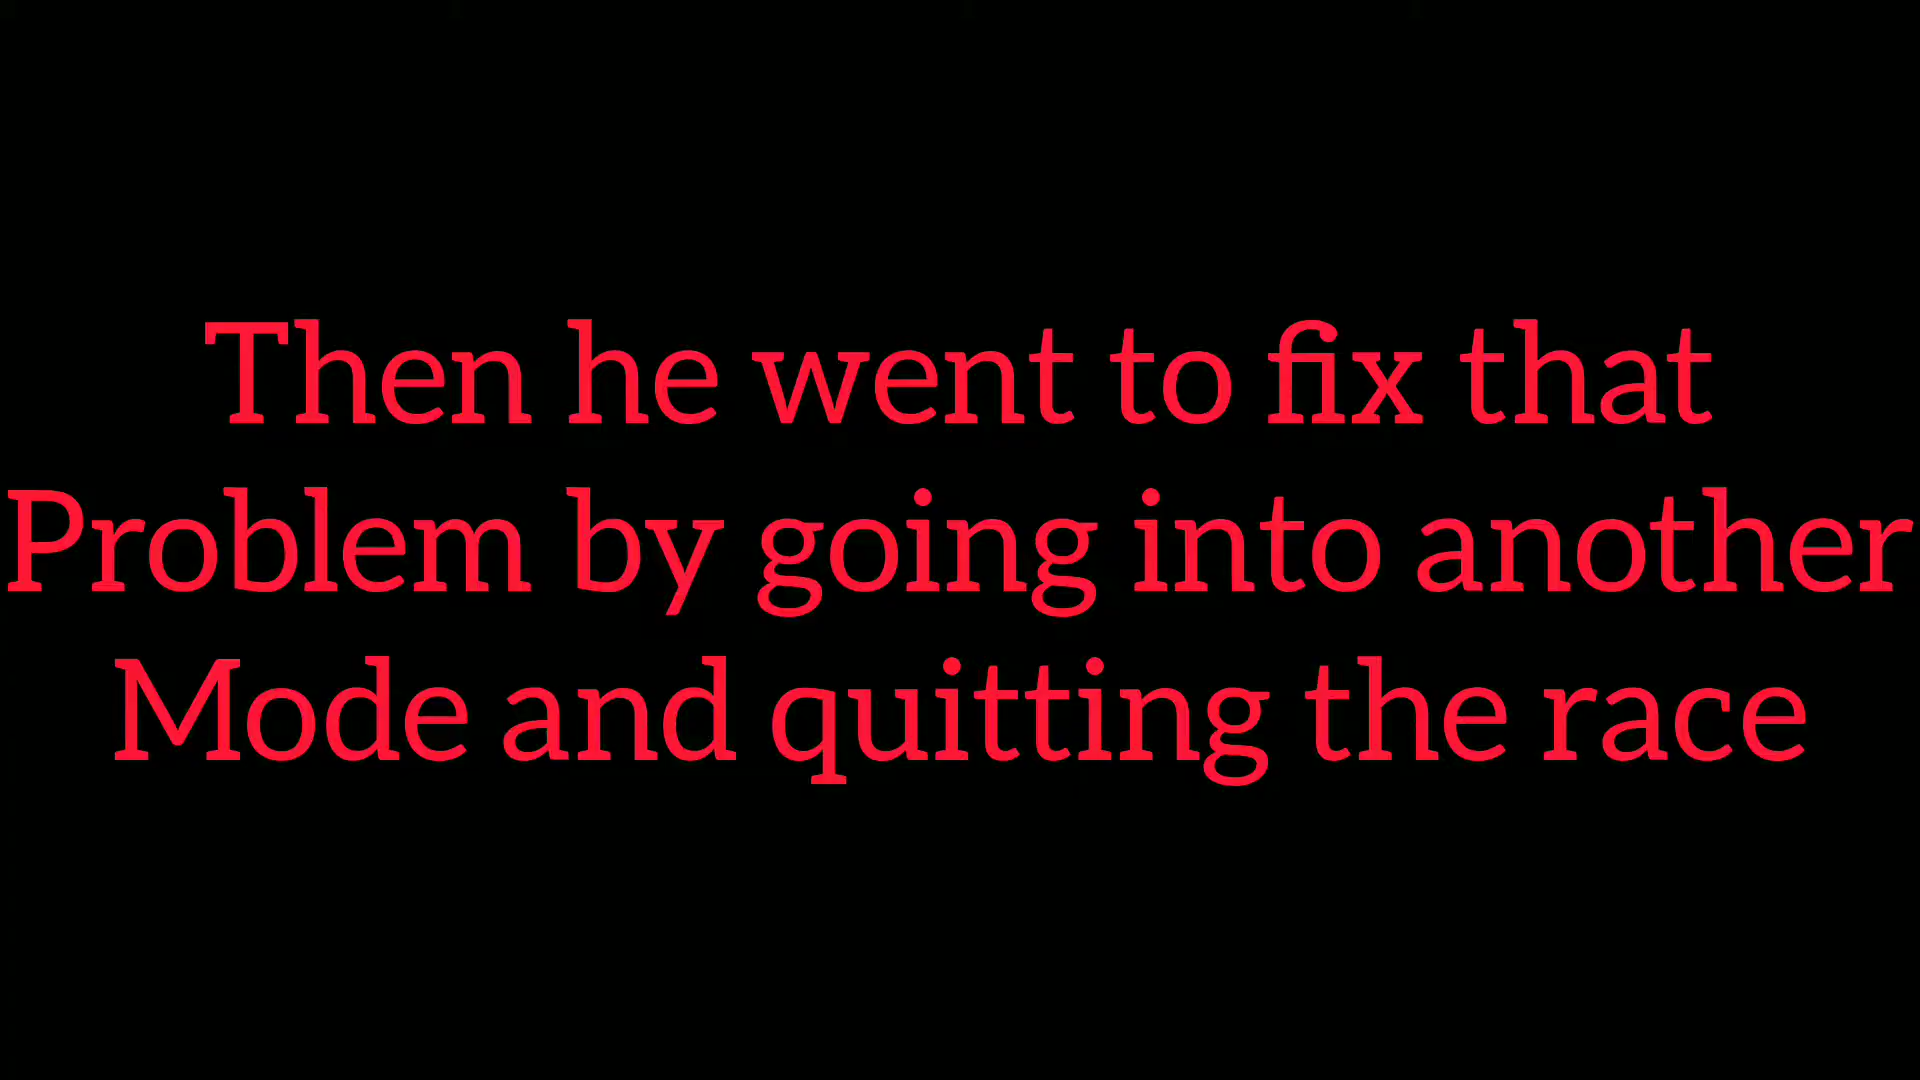 Then he went to fix that
Problem by going into another
Mode and quitting the race